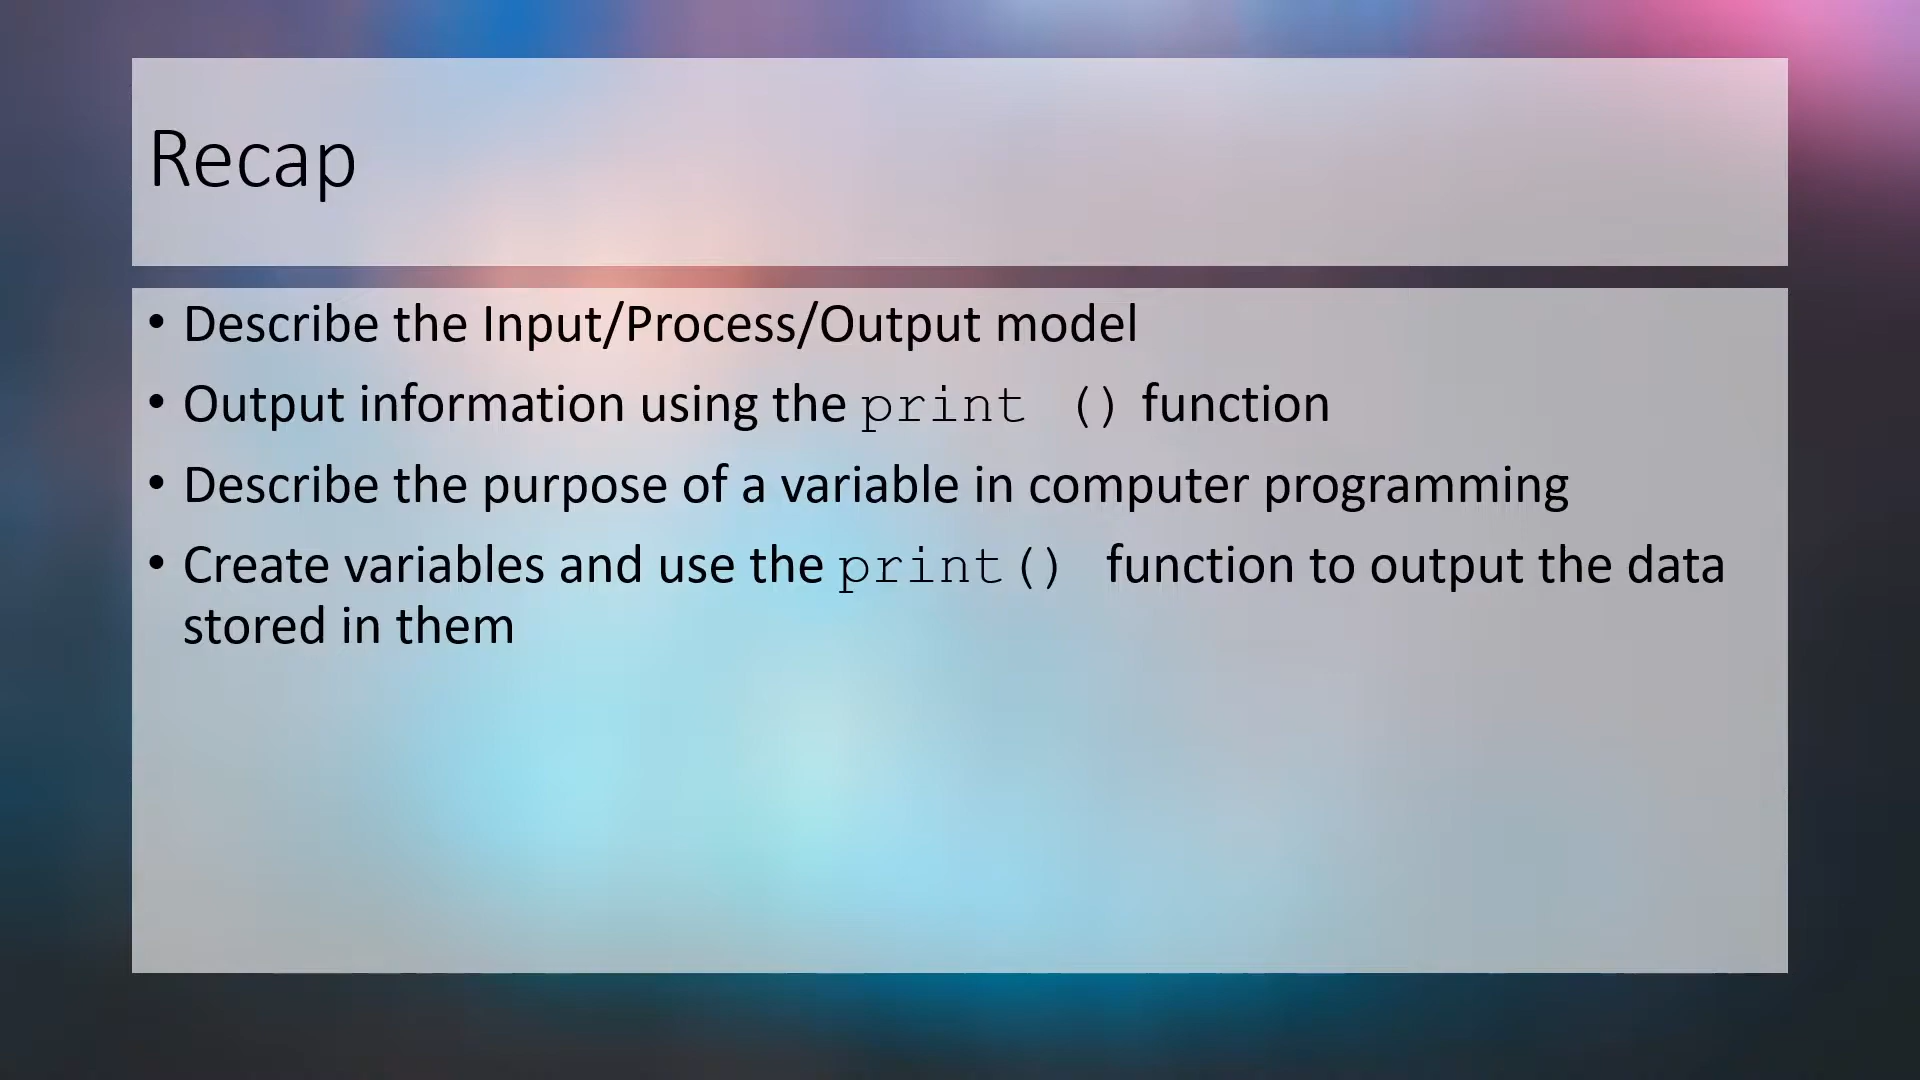 Recap
• Describe the Input/Process/Output model
• Output information using the print () function
• Describe the purpose of a variable in computer programming
• Create variables and use the print() function to output the data
stored in them